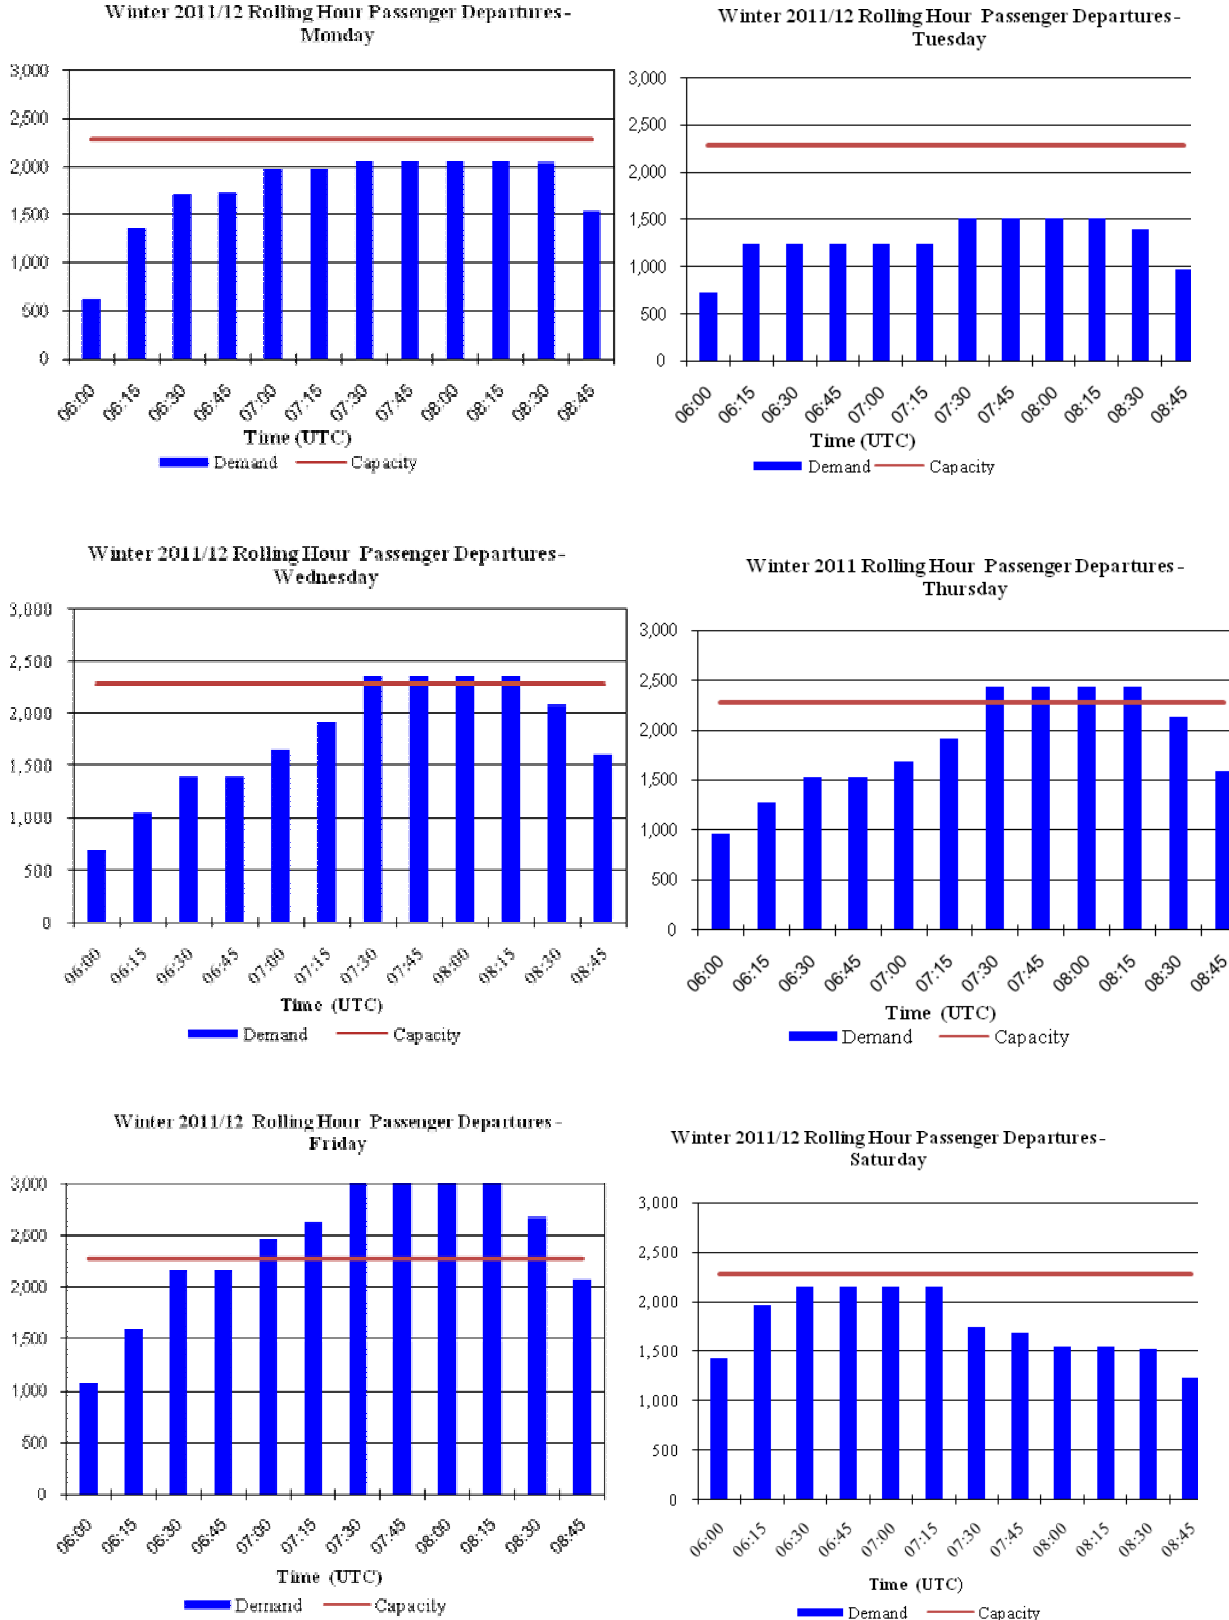 Winter 2011/12 Rolling Hour Passenger Departures-
Monday
3,000
2,500
2,000
1,500
1,000
500
0
06:00 06:15 06:30 06:45 07:00 07:15 07:30 07:45 08:00 08:15 08:30 08:45
Time (UTC)
Demand Capacity
Winter 2011/12 Rolling Hour Passenger Departures-
Tuesday
3,000
2,500
2,000
1,500
1,000
500
0
06:00 06:15 06:30 06:45 07:00 07:15 07:30 07:45 08:00 08:15 08:30 08:45
Time (UTC)
Demand Capacity
Winter 2011/12 Rolling Hour Passenger Departures-
Wednesday
3,000
2,500
2,000
1,500
1,000
500
0
06:00 06:15 06:30 06:45 07:00 07:15 07:30 07:45 08:00 08:15 08:30 08:45
Time (UTC)
Demand Capacity
Winter 2011 Rolling Hour Passenger Departures-
Thursday
3,000
2,500
2,000
1,500
1,000
500
0
06:00 06:15 06:30 06:45 07:00 07:15 07:30 07:45 08:00 08:15 08:30 08:45
Time (UTC)
Demand Capacity
Winter 2011/12 Rolling Hour Passenger Departures-
Friday
3,000
2,500
2,000
1,500
1,000
500
0
06:00 06:15 06:30 06:45 07:00 07:15 07:30 07:45 08:00 08:15 08:30 08:45
Time (UTC)
Demand Capacity
Winter 2011/12 Rolling Hour Passenger Departures-
Saturday
3,000
2,500
2,000
1,500
1,000
500
0
06:00 06:15 06:30 06:45 07:00 07:15 07:30 07:45 08:00 08:15 08:30 08:45
Time (UTC)
Demand Capacity